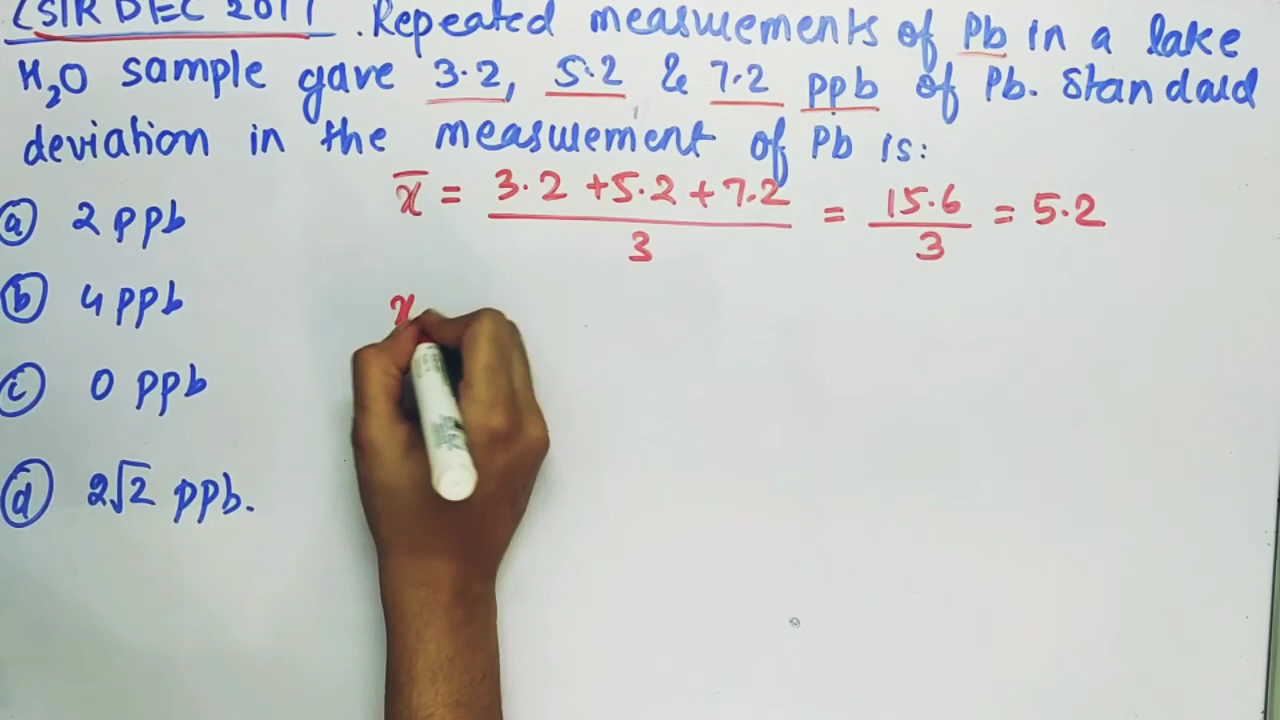 CSIR DEC 2017 . Repeated measurements of Pb in a lake
H₂O sample gave 3.2, 5.2 & 7.2 ppb of Pb. Standard
deviation in the measurement of Pb is:
x̄ = 3.2 + 5.2 + 7.2 / 3 = 15.6 / 3 = 5.2
a 2 ppb
b 4 ppb
x
c 0 ppb
d 2√2 ppb.